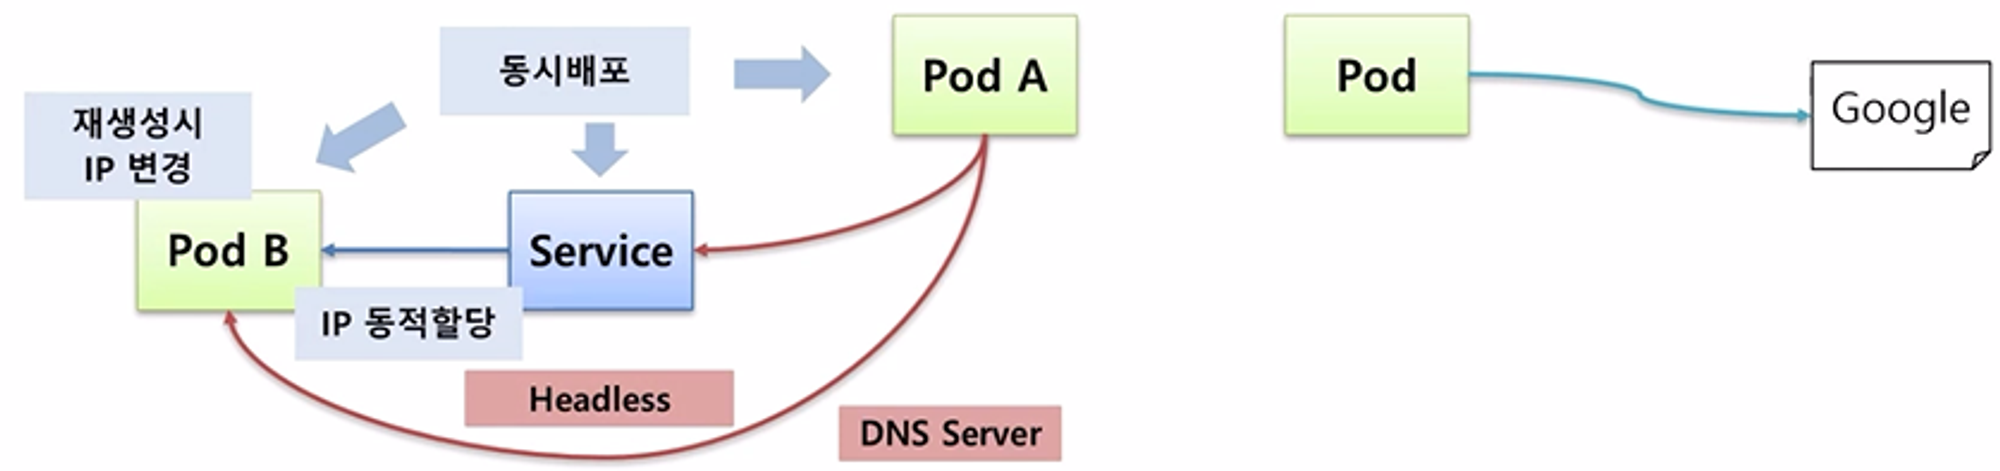 동시배포
Pod A
재생성시
IP 변경
Pod B
Service
IP 동적할당
Headless
DNS Server
Pod
Google